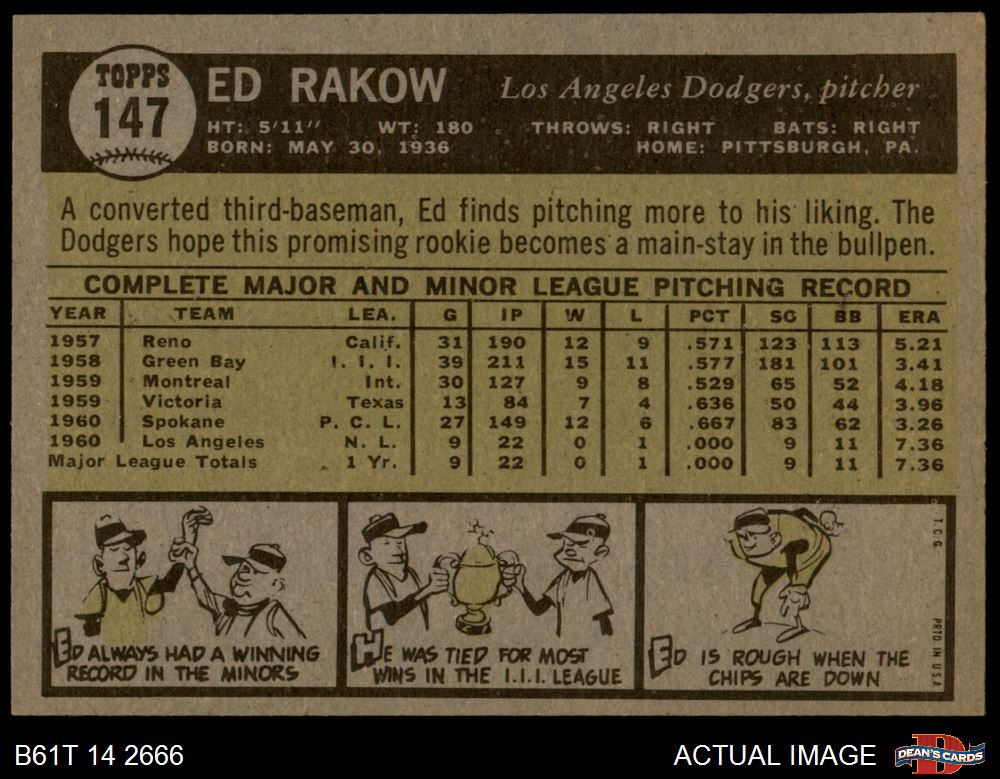 TOPPS
147
ED RAKOW
Los Angeles Dodgers, pitcher
HT: 5'11" WT: 180 THROWS: RIGHT BATS: RIGHT
BORN: MAY 30, 1936 HOME: PITTSBURGH, PA.
A converted third-baseman, Ed finds pitching more to his liking. The
Dodgers hope this promising rookie becomes a main-stay in the bullpen.
COMPLETE MAJOR AND MINOR LEAGUE PITCHING RECORD
YEAR TEAM LEA. G IP W L PCT SO BB ERA
1957 Reno Calif. 31 190 12 9 .571 123 113 5.21
1958 Green Bay I. I. I. 39 211 15 11 .577 181 101 3.41
1959 Montreal Int. 30 127 9 8 .529 65 52 4.18
1959 Victoria Texas 13 84 7 4 .636 50 44 3.96
1960 Spokane P. C. L. 27 149 12 6 .667 83 62 3.26
1960 Los Angeles N. L. 9 22 0 1 .000 9 11 7.36
Major League Totals 1 Yr. 9 22 0 1 .000 9 11 7.36
ED ALWAYS HAD A WINNING
RECORD IN THE MINORS
HE WAS TIED FOR MOST
WINS IN THE I.I.I. LEAGUE
ED IS ROUGH WHEN THE
CHIPS ARE DOWN
© T.C.G. PRTD IN U.S.A.
B61T 14 2666
ACTUAL IMAGE
D
DEAN'S CARDS